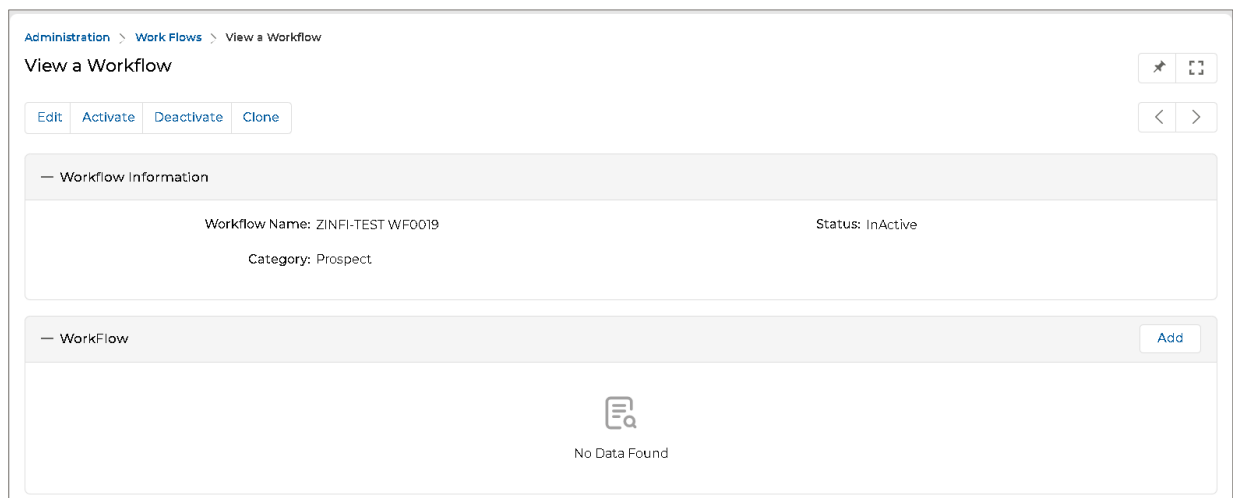 Administration > Work Flows > View a Workflow
View a Workflow
Edit Activate Deactivate Clone
Workflow Information
Workflow Name: ZINFI-TEST WF0019 Status: InActive
Category: Prospect
WorkFlow Add
No Data Found